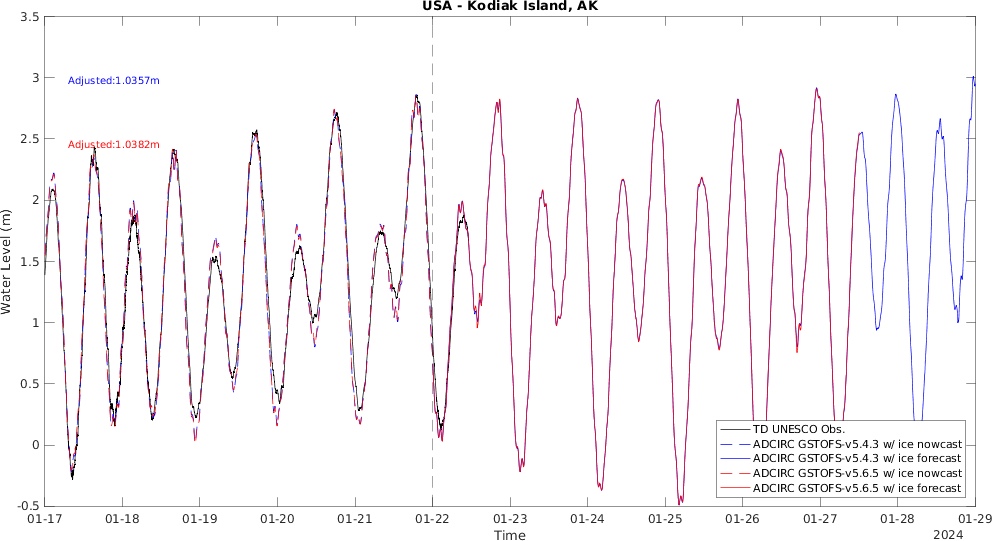 USA - Kodiak Island, AK
3.5
3
2.5
2
1.5
1
0.5
0
-0.5
Water Level (m)
Adjusted:1.0357m
Adjusted:1.0382m
TD UNESCO Obs.
ADCIRC GSTOFS-v5.4.3 w/ ice nowcast
ADCIRC GSTOFS-v5.4.3 w/ ice forecast
ADCIRC GSTOFS-v5.6.5 w/ ice nowcast
ADCIRC GSTOFS-v5.6.5 w/ ice forecast
01-17 01-18 01-19 01-20 01-21 01-22 01-23 01-24 01-25 01-26 01-27 01-28 01-29
Time
2024